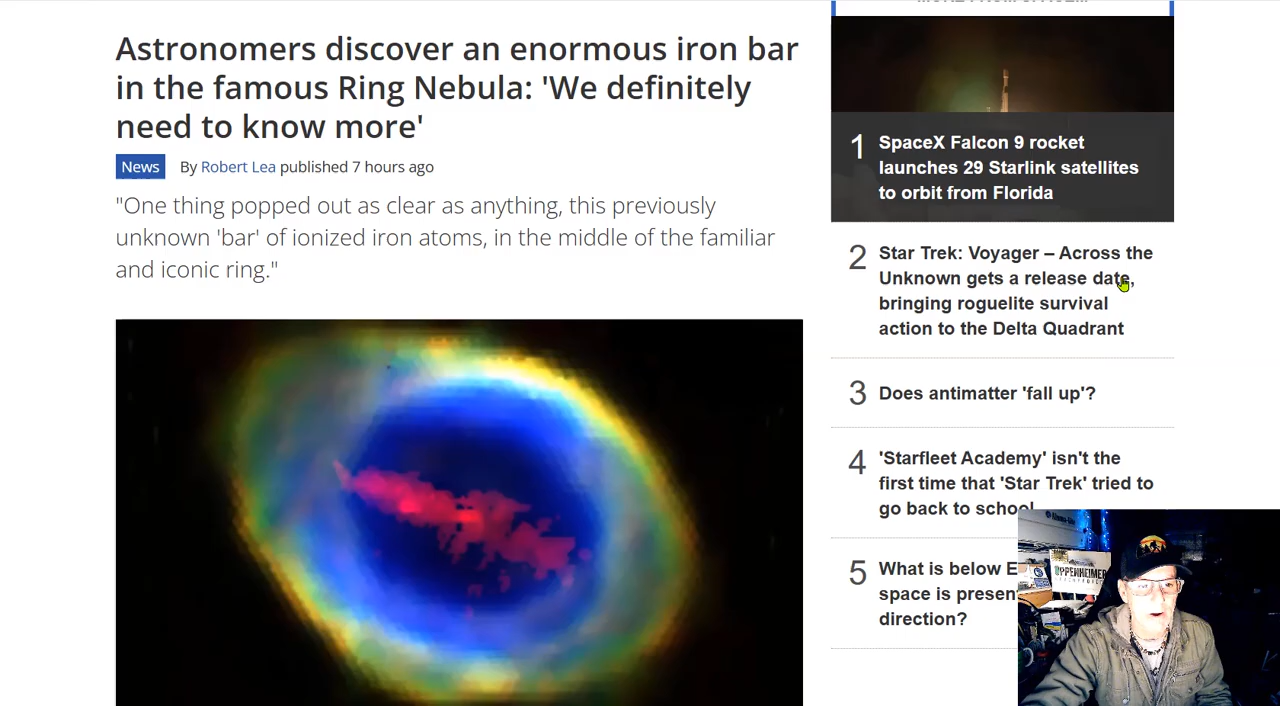 Astronomers discover an enormous iron bar
in the famous Ring Nebula: 'We definitely
need to know more'
News By Robert Lea published 7 hours ago
"One thing popped out as clear as anything, this previously
unknown 'bar' of ionized iron atoms, in the middle of the familiar
and iconic ring."
1
SpaceX Falcon 9 rocket
launches 29 Starlink satellites
to orbit from Florida
2
Star Trek: Voyager – Across the
Unknown gets a release date,
bringing roguelite survival
action to the Delta Quadrant
3
Does antimatter 'fall up'?
4
'Starfleet Academy' isn't the
first time that 'Star Trek' tried to
go back to school
5
What is below E
space is presen
direction?
OPPENHEIMER